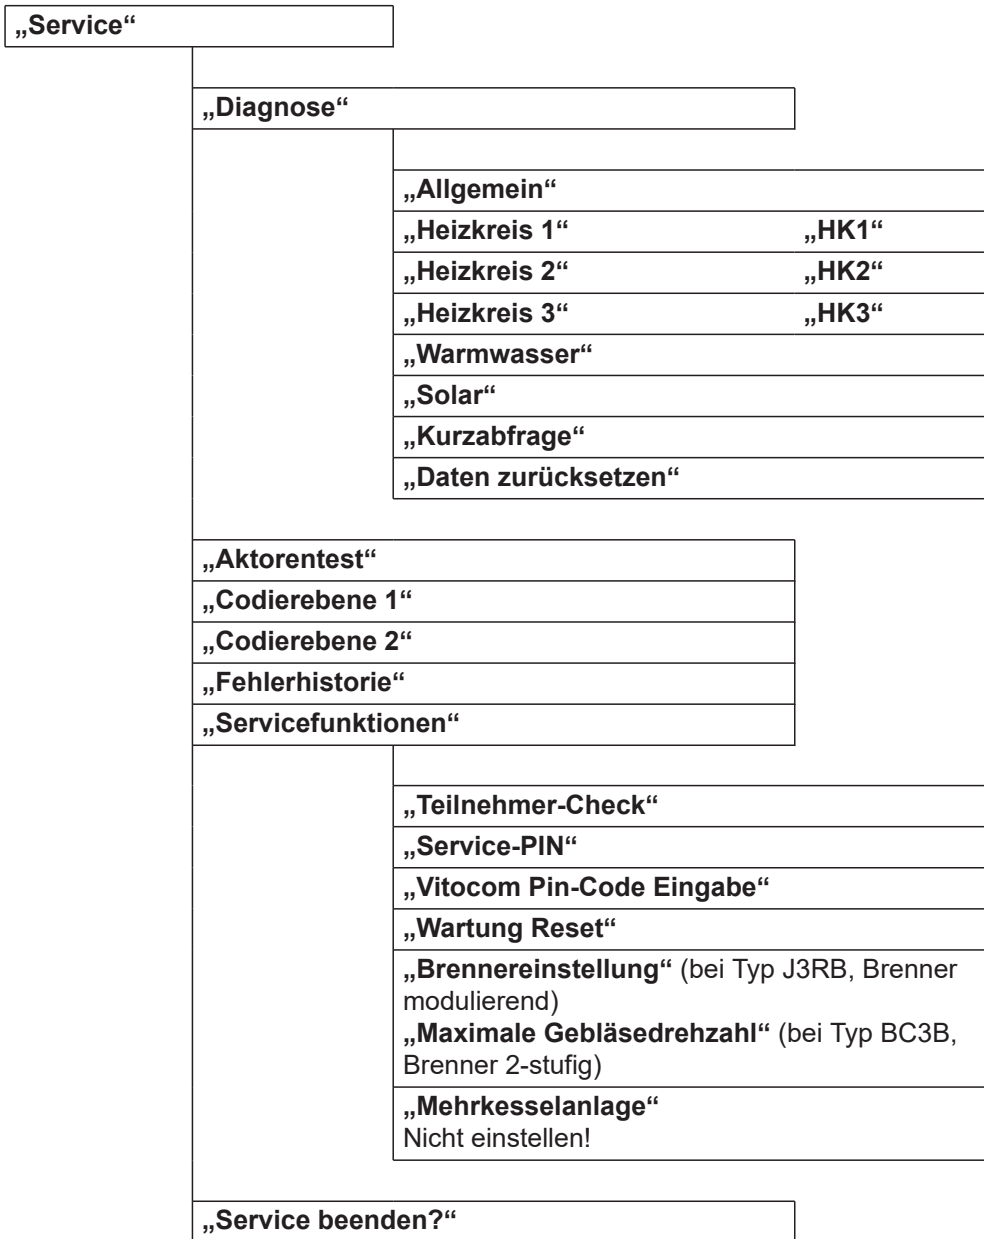 „Service“
„Diagnose“
„Allgemein“
„Heizkreis 1“ „HK1“
„Heizkreis 2“ „HK2“
„Heizkreis 3“ „HK3“
„Warmwasser“
„Solar“
„Kurzabfrage“
„Daten zurücksetzen“
„Aktorentest“
„Codierebene 1“
„Codierebene 2“
„Fehlerhistorie“
„Servicefunktionen“
„Teilnehmer-Check“
„Service-PIN“
„Vitocom Pin-Code Eingabe“
„Wartung Reset“
„Brennereinstellung“ (bei Typ J3RB, Brenner
modulierend)
„Maximale Gebläsedrehzahl“ (bei Typ BC3B,
Brenner 2-stufig)
„Mehrkesselanlage“
Nicht einstellen!
„Service beenden?“